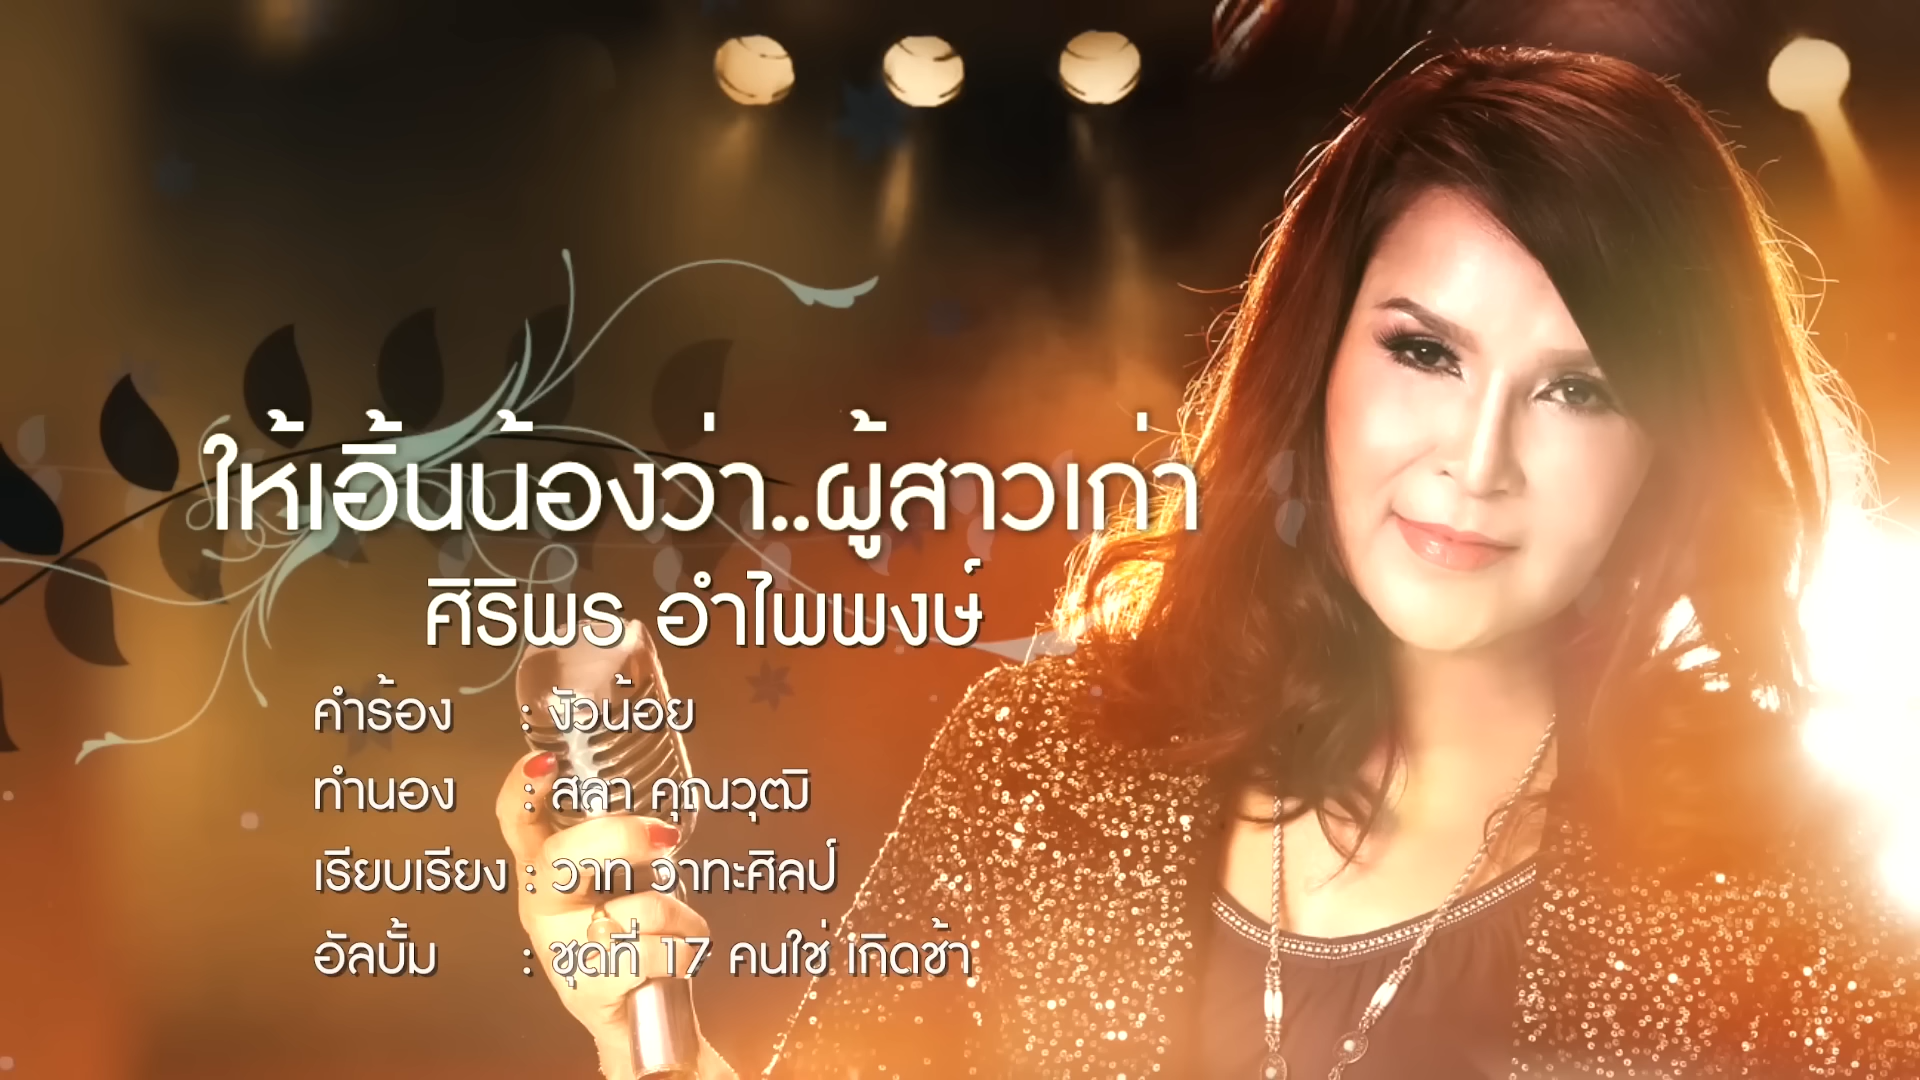 ให้เอิ้นน้องว่า..ผู้สาวเก่า
ศิริพร อำไพพงษ์
คำร้อง : งัวน้อย
ทำนอง : สลา คุณวุฒิ
เรียบเรียง : วาท วาทะศิลป์
อัลบั้ม : ชุดที่ 17 คนใช่ เกิดช้า